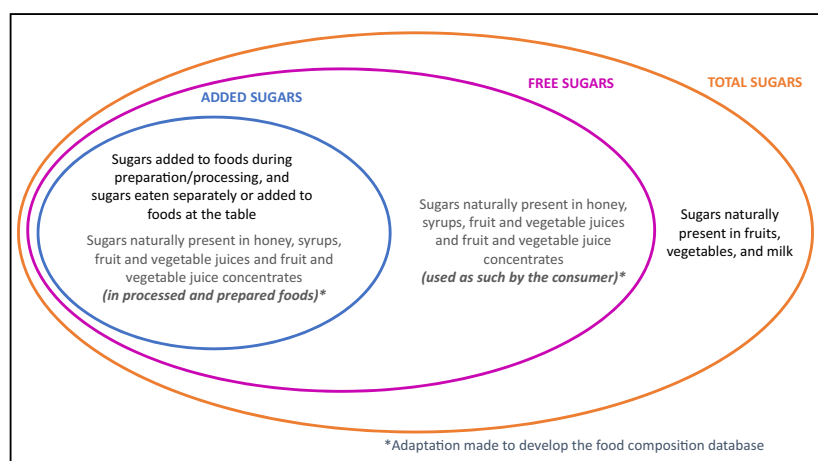 TOTAL SUGARS
FREE SUGARS
ADDED SUGARS
Sugars added to foods during
preparation/processing, and
sugars eaten separately or added to
foods at the table
Sugars naturally present in honey, syrups,
fruit and vegetable juices and fruit and
vegetable juice concentrates
(in processed and prepared foods)*
Sugars naturally present in honey,
syrups, fruit and vegetable juices
and fruit and vegetable juice
concentrates
(used as such by the consumer)*
Sugars naturally
present in fruits,
vegetables, and milk
*Adaptation made to develop the food composition database